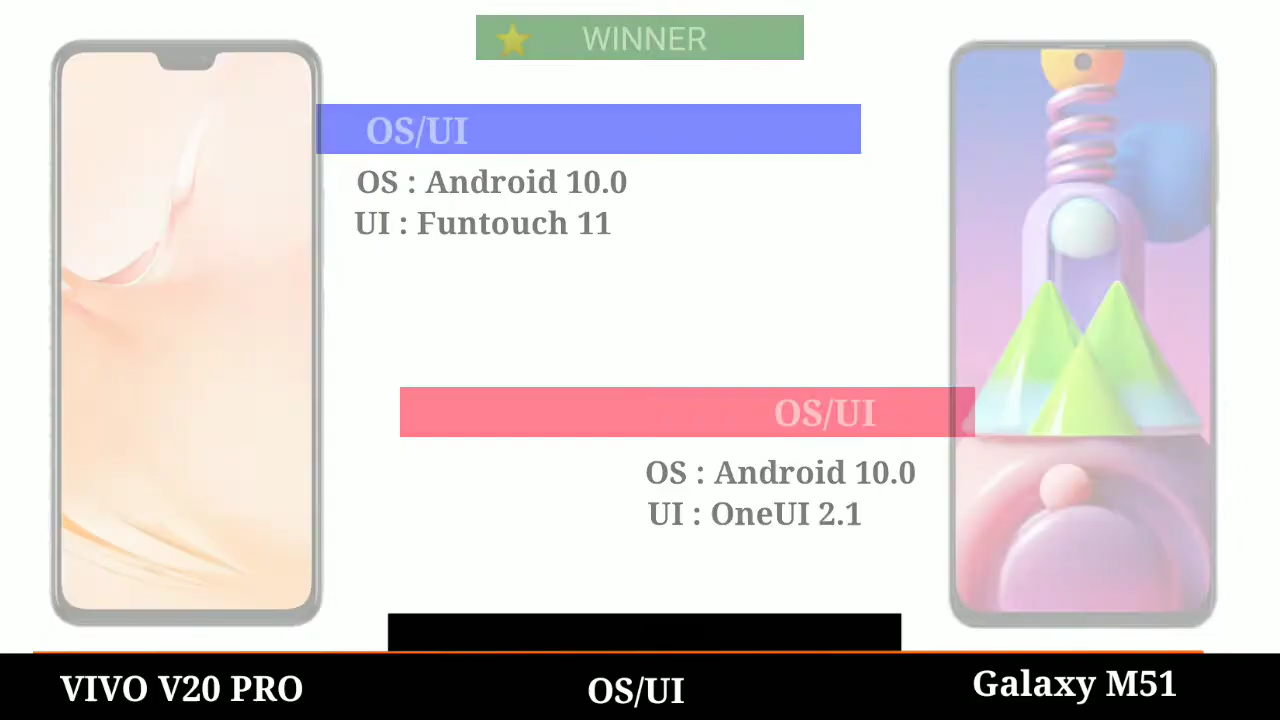 WINNER
OS/UI
OS : Android 10.0
UI : Funtouch 11
OS/UI
OS : Android 10.0
UI : OneUI 2.1
VIVO V20 PRO
OS/UI
Galaxy M51